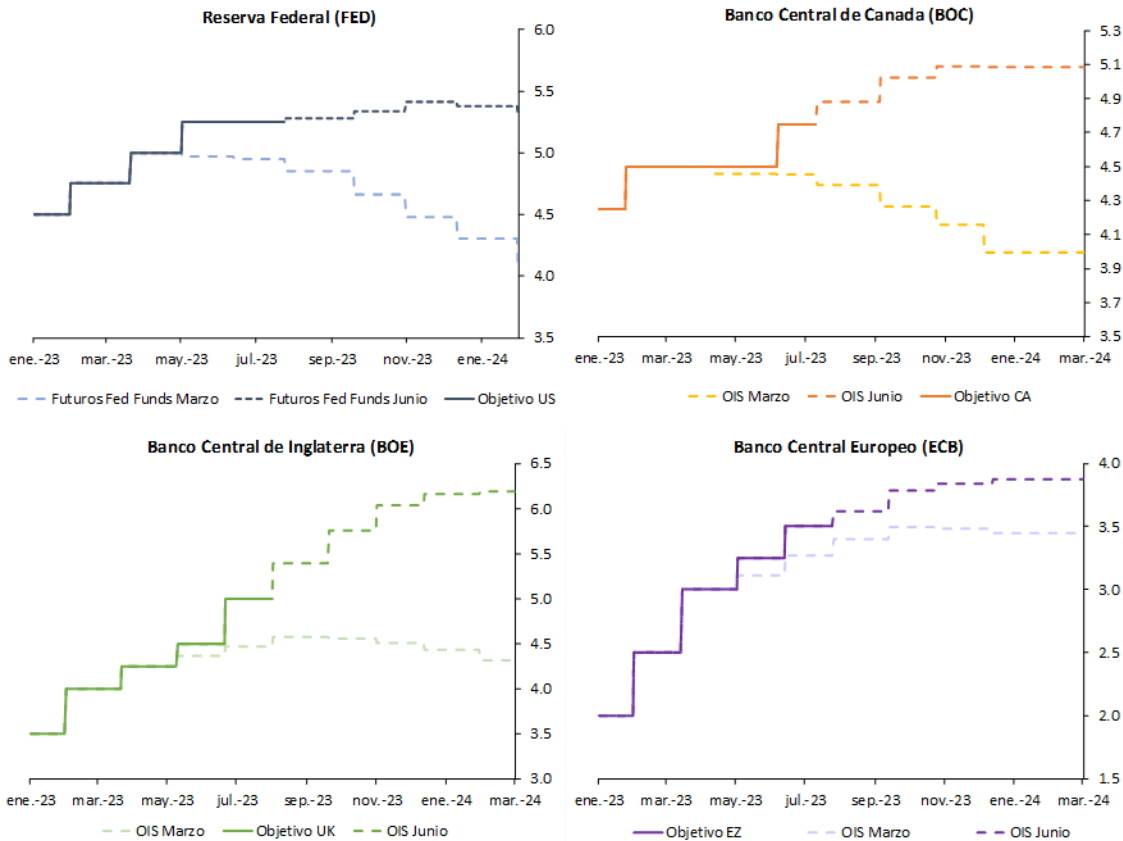 Reserva Federal (FED)
6.0
5.5
5.0
4.5
4.0
3.5
ene.-23 mar.-23 may.-23 jul.-23 sep.-23 nov.-23 ene.-24
Futuros Fed Funds Marzo Futuros Fed Funds Junio Objetivo US
Banco Central de Canada (BOC)
5.3
5.1
4.9
4.7
4.5
4.3
4.1
3.9
3.7
3.5
ene.-23 mar.-23 may.-23 jul.-23 sep.-23 nov.-23 ene.-24 mar.-24
OIS Marzo OIS Junio Objetivo CA
Banco Central de Inglaterra (BOE)
6.5
6.0
5.5
5.0
4.5
4.0
3.5
3.0
ene.-23 mar.-23 may.-23 jul.-23 sep.-23 nov.-23 ene.-24 mar.-24
OIS Marzo Objetivo UK OIS Junio
Banco Central Europeo (ECB)
4.0
3.5
3.0
2.5
2.0
1.5
ene.-23 mar.-23 may.-23 jul.-23 sep.-23 nov.-23 ene.-24 mar.-24
Objetivo EZ OIS Marzo OIS Junio